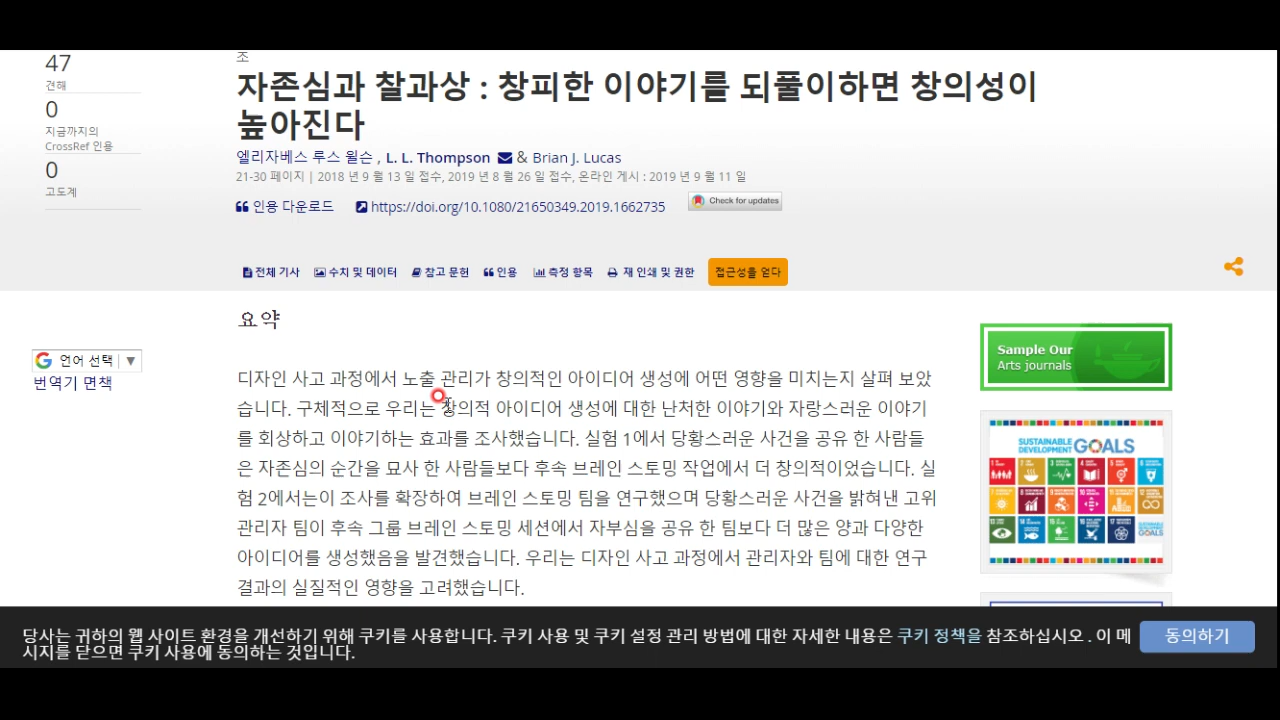 조
47
견해
0
지금까지의
CrossRef 인용
0
고도계
자존심과 찰과상 : 창피한 이야기를 되풀이하면 창의성이
높아진다
엘리자베스 루스 윌슨 , L. L. Thompson & Brian J. Lucas
21-30 페이지 | 2018 년 9 월 13 일 접수, 2019 년 8 월 26 일 접수, 온라인 게시 : 2019 년 9 월 11 일
인용 다운로드 https://doi.org/10.1080/21650349.2019.1662735 Check for updates
전체 기사 수치 및 데이터 참고 문헌 인용 측정 항목 재 인쇄 및 권한 접근성을 얻다
요약
언어 선택 ▼
번역기 면책
디자인 사고 과정에서 노출 관리가 창의적인 아이디어 생성에 어떤 영향을 미치는지 살펴 보았
습니다. 구체적으로 우리는 창의적 아이디어 생성에 대한 난처한 이야기와 자랑스러운 이야기
를 회상하고 이야기하는 효과를 조사했습니다. 실험 1에서 당황스러운 사건을 공유 한 사람들
은 자존심의 순간을 묘사 한 사람들보다 후속 브레인 스토밍 작업에서 더 창의적이었습니다. 실
험 2에서는이 조사를 확장하여 브레인 스토밍 팀을 연구했으며 당황스러운 사건을 밝혀낸 고위
관리자 팀이 후속 그룹 브레인 스토밍 세션에서 자부심을 공유 한 팀보다 더 많은 양과 다양한
아이디어를 생성했음을 발견했습니다. 우리는 디자인 사고 과정에서 관리자와 팀에 대한 연구
결과의 실질적인 영향을 고려했습니다.
Sample Our
Arts journals
SUSTAINABLE
DEVELOPMENT GOALS
당사는 귀하의 웹 사이트 환경을 개선하기 위해 쿠키를 사용합니다. 쿠키 사용 및 쿠키 설정 관리 방법에 대한 자세한 내용은 쿠키 정책을 참조하십시오 . 이 메
시지를 닫으면 쿠키 사용에 동의하는 것입니다.
동의하기